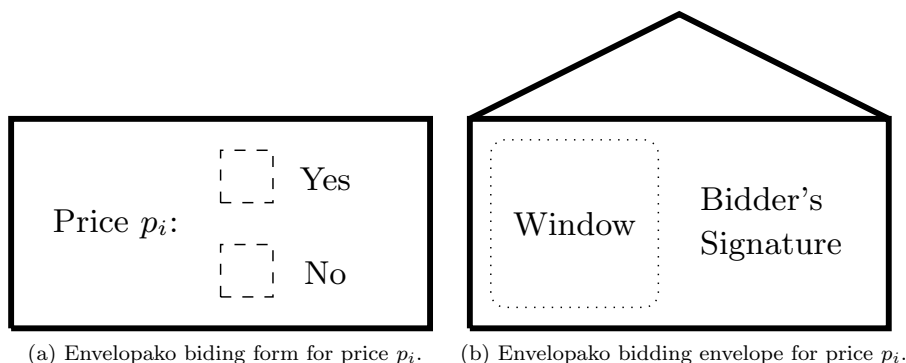 Price p_i:
Yes
No
Window
Bidder's
Signature
(a) Envelopako biding form for price p_i.
(b) Envelopako bidding envelope for price p_i.